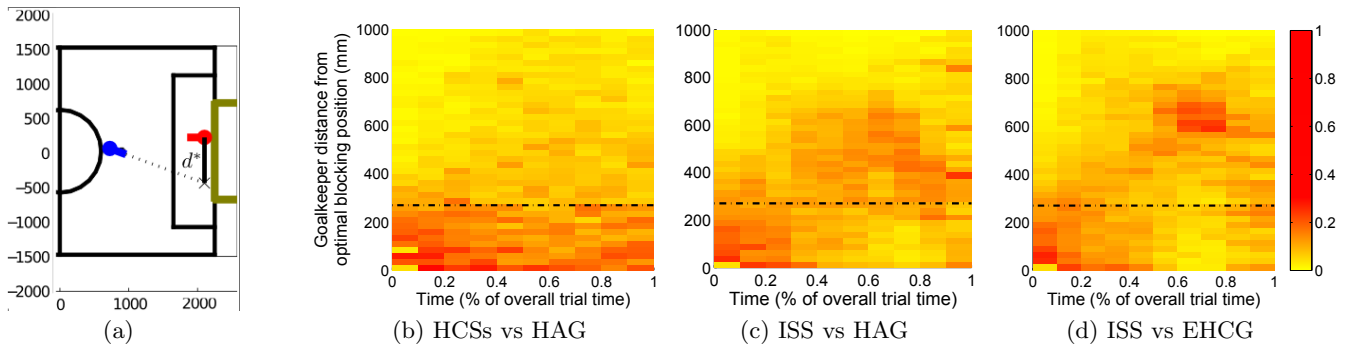 2000
1500
1000
500
0
−500
−1000
−1500
−2000
d*
0 1000 2000
(a)
Goalkeeper distance from
optimal blocking position (mm)
1000
800
600
400
200
0
0 0.2 0.4 0.6 0.8 1
Time (% of overall trial time)
(b) HCSs vs HAG
1000
800
600
400
200
0
0 0.2 0.4 0.6 0.8 1
Time (% of overall trial time)
(c) ISS vs HAG
1000
800
600
400
200
0
0 0.2 0.4 0.6 0.8 1
Time (% of overall trial time)
(d) ISS vs EHCG
1
0.8
0.6
0.4
0.2
0